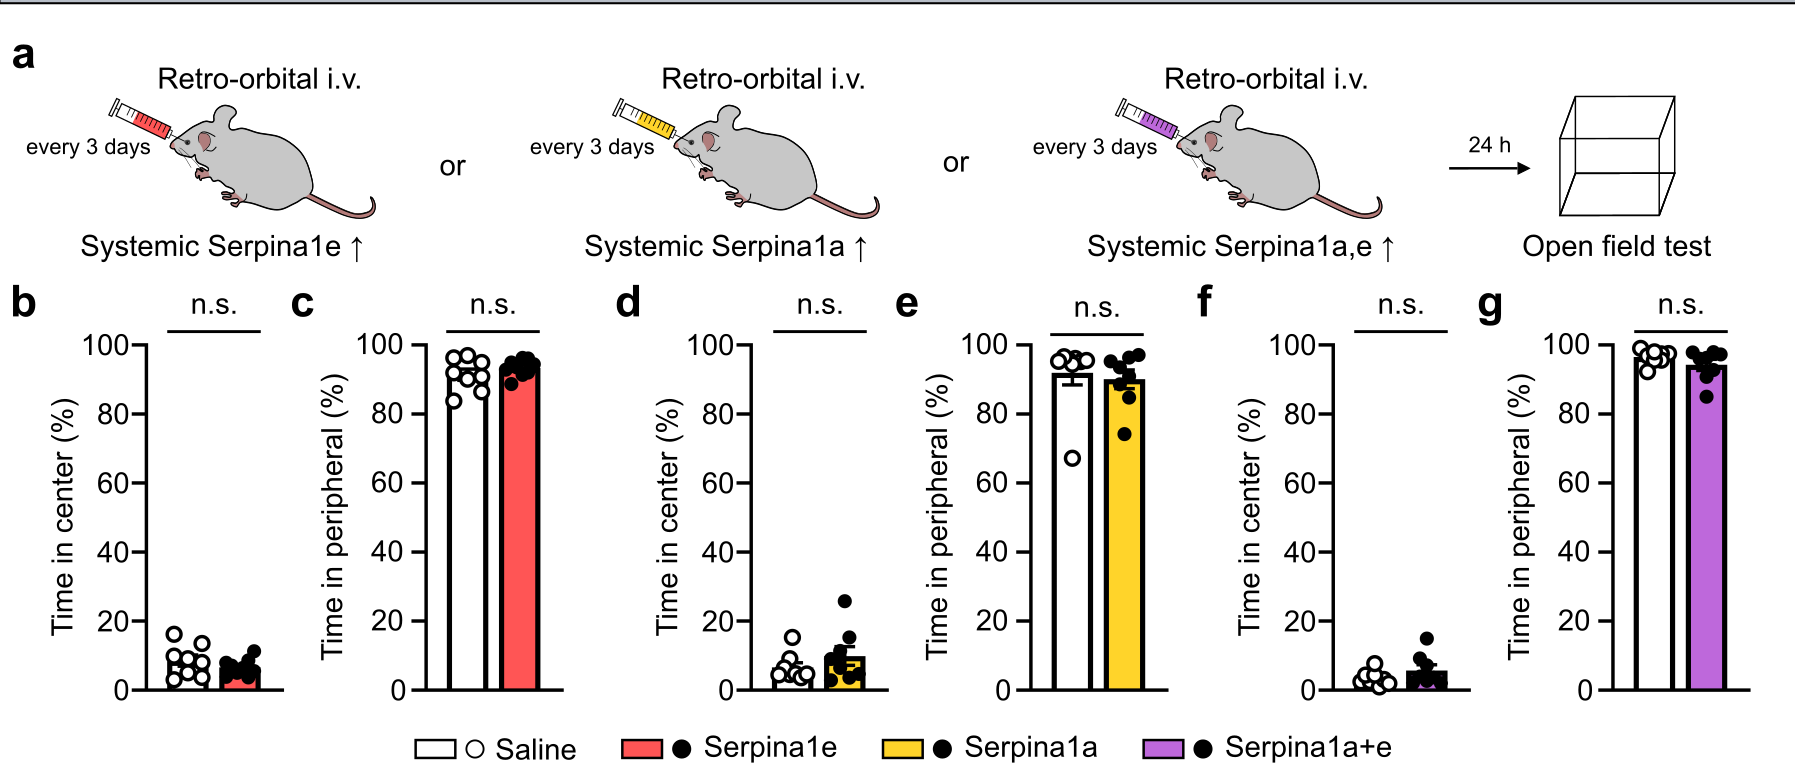 a
Retro-orbital i.v.
Retro-orbital i.v.
Retro-orbital i.v.
every 3 days
or
every 3 days
or
every 3 days
24 h
Systemic Serpina1e ↑
Systemic Serpina1a ↑
Systemic Serpina1a,e ↑
Open field test
b
n.s.
Time in center (%)
100
80
60
40
20
0
c
n.s.
Time in peripheral (%)
100
80
60
40
20
0
d
n.s.
Time in center (%)
100
80
60
40
20
0
e
n.s.
Time in peripheral (%)
100
80
60
40
20
0
f
n.s.
Time in center (%)
100
80
60
40
20
0
g
n.s.
Time in peripheral (%)
100
80
60
40
20
0
Saline
Serpina1e
Serpina1a
Serpina1a+e